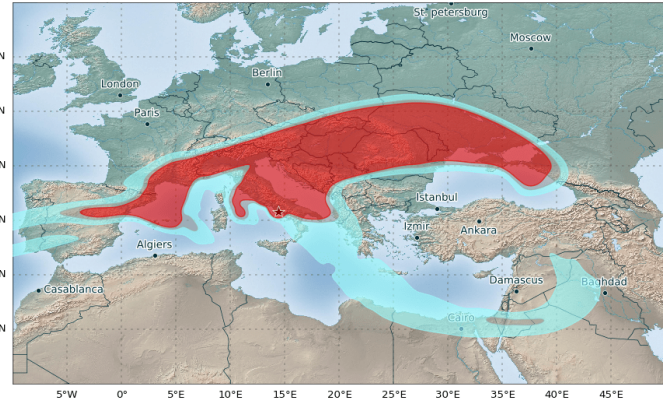 St. petersburg
Moscow
Berlin
London
Paris
Istanbul
Izmir
Ankara
Algiers
Damascus
Baghdad
Casablanca
Cairo
N
N
N
N
N
N
5°W 0° 5°E 10°E 15°E 20°E 25°E 30°E 35°E 40°E 45°E